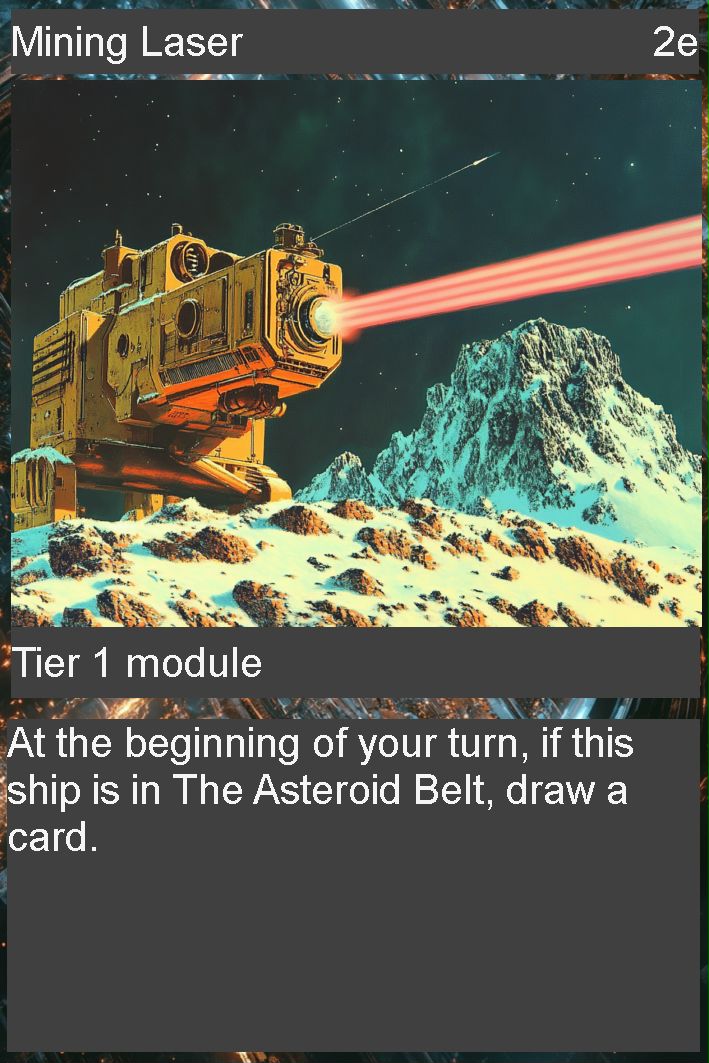 Mining Laser 2e
Tier 1 module
At the beginning of your turn, if this
ship is in The Asteroid Belt, draw a
card.